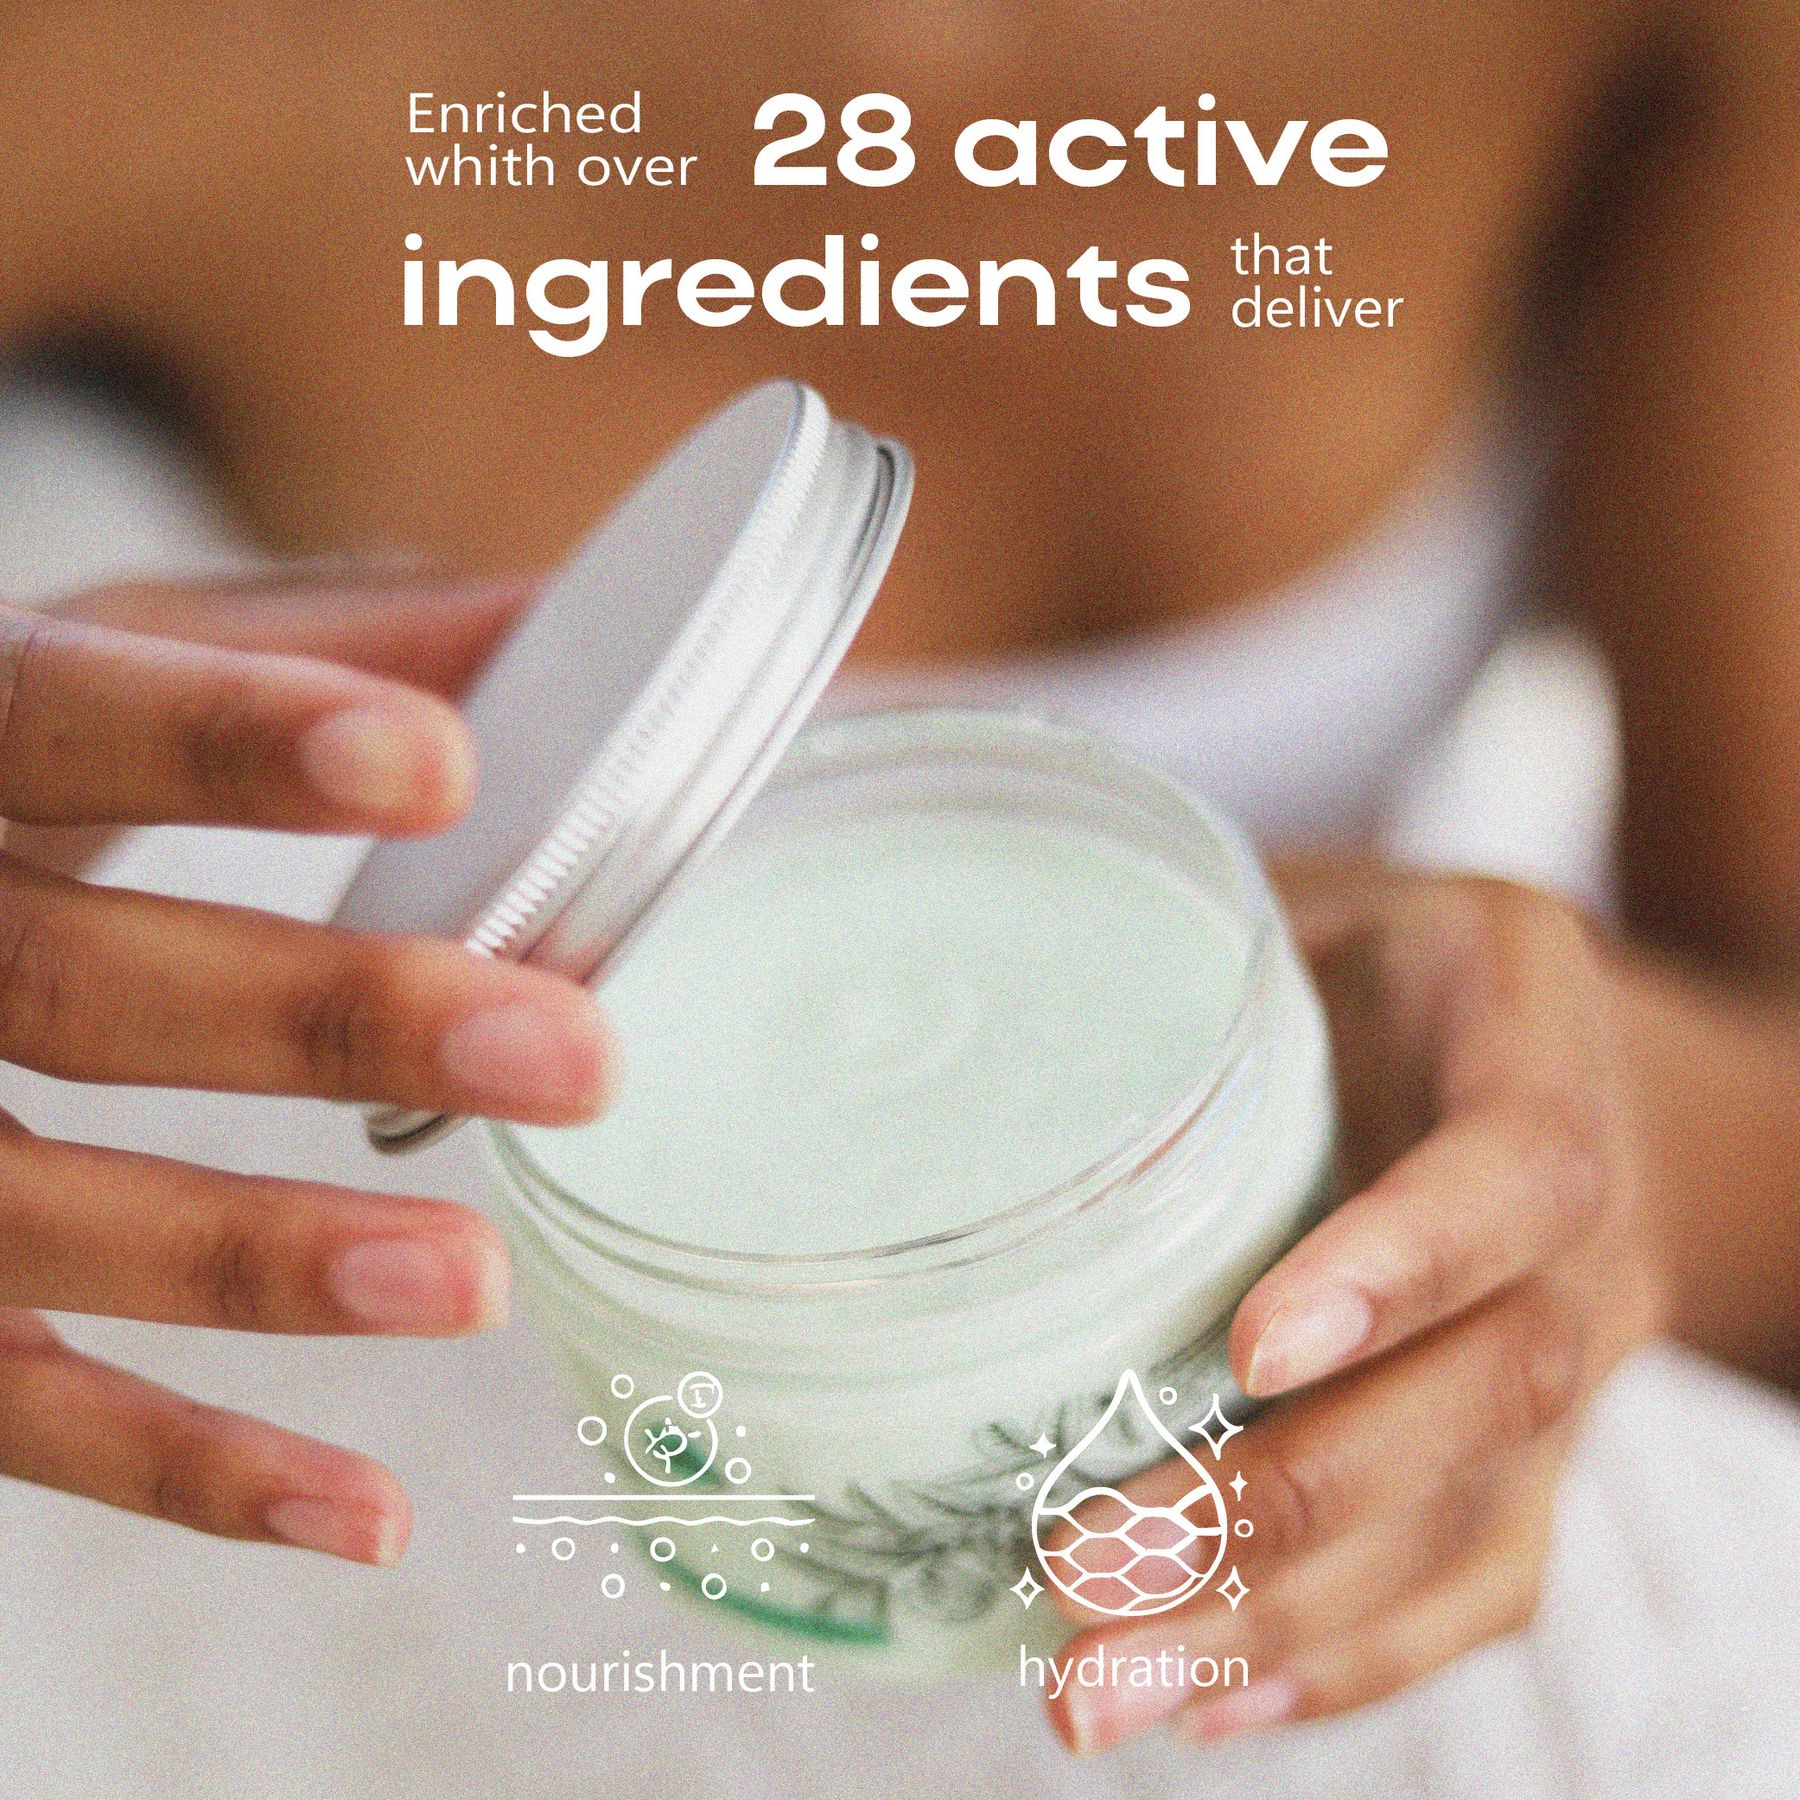 Enriched
whith over 28 active
ingredients that
deliver
nourishment
hydration